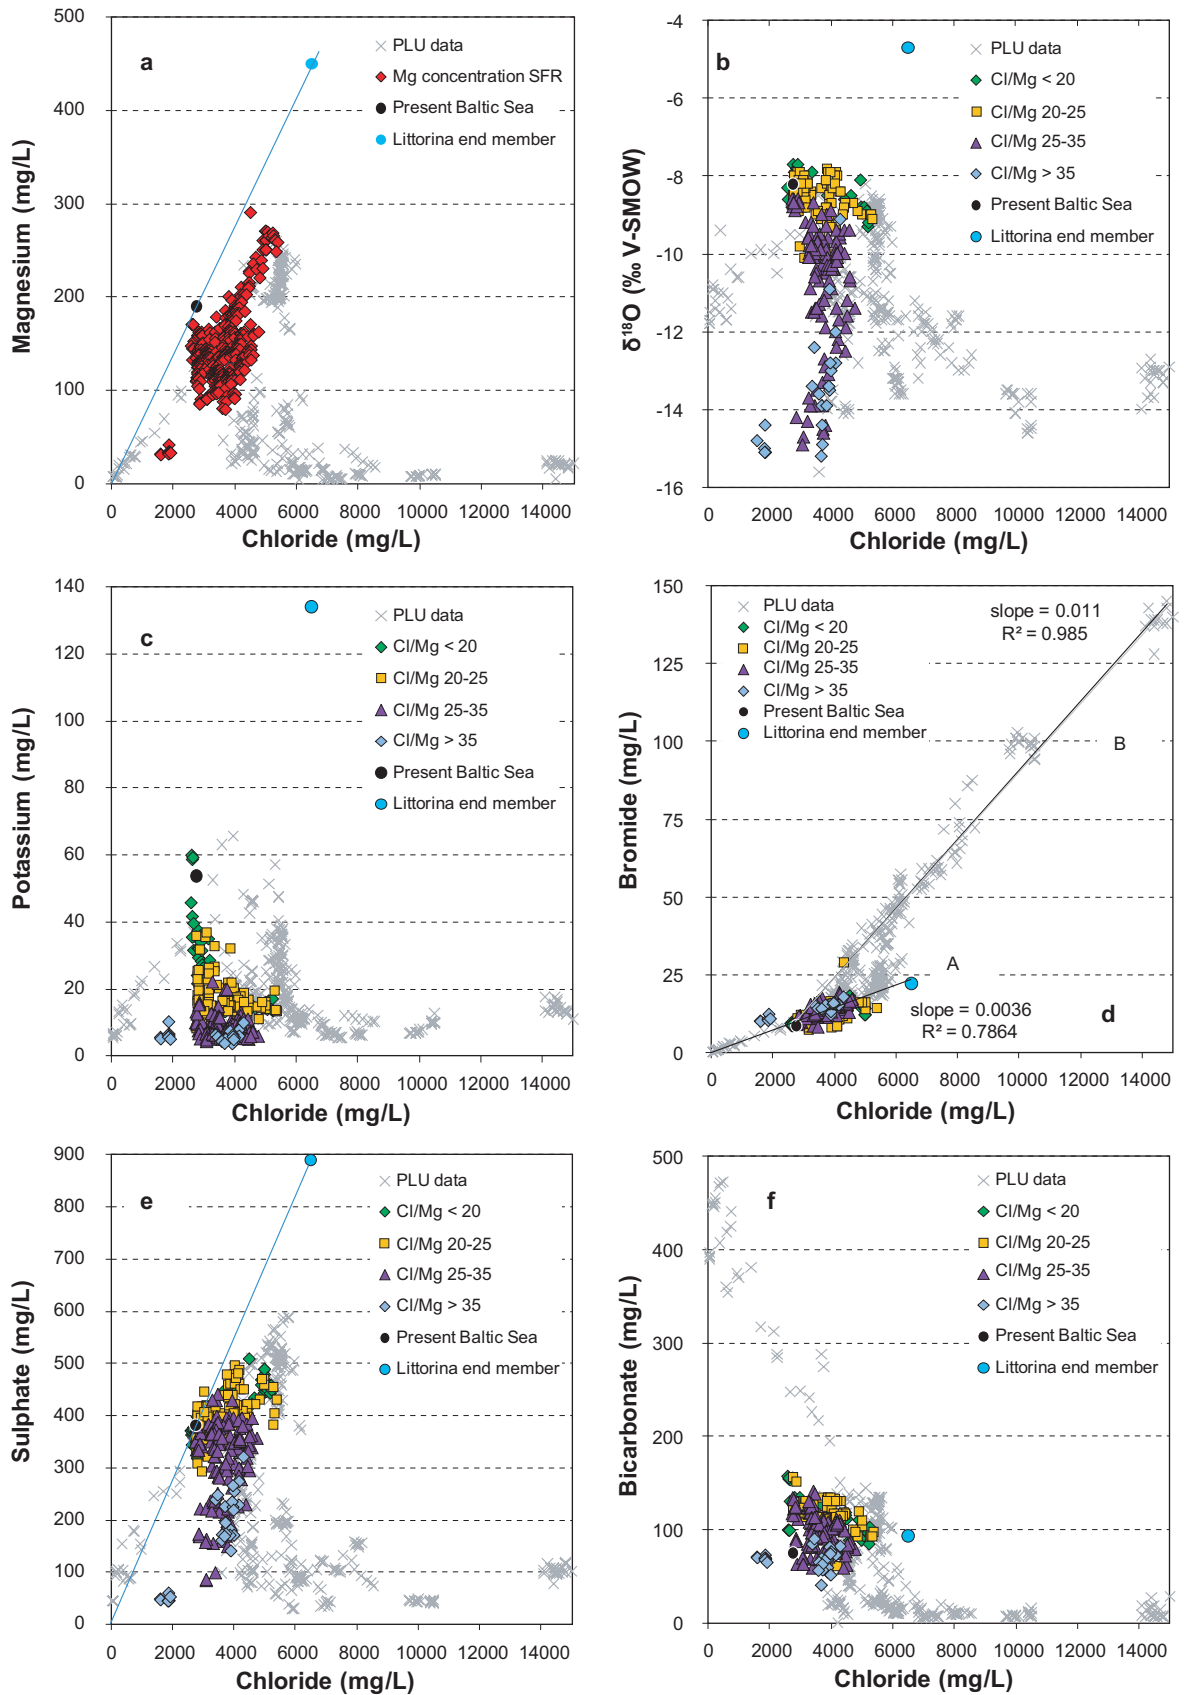 a
PLU data
Mg concentration SFR
Present Baltic Sea
Littorina end member
500
400
300
200
100
0
Magnesium (mg/L)
0 2000 4000 6000 8000 10000 12000 14000
Chloride (mg/L)
b
PLU data
Cl/Mg < 20
Cl/Mg 20-25
Cl/Mg 25-35
Cl/Mg > 35
Present Baltic Sea
Littorina end member
-4
-6
-8
-10
-12
-14
-16
δ¹⁸O (‰ V-SMOW)
0 2000 4000 6000 8000 10000 12000 14000
Chloride (mg/L)
c
PLU data
Cl/Mg < 20
Cl/Mg 20-25
Cl/Mg 25-35
Cl/Mg > 35
Present Baltic Sea
Littorina end member
140
120
100
80
60
40
20
0
Potassium (mg/L)
0 2000 4000 6000 8000 10000 12000 14000
Chloride (mg/L)
PLU data
Cl/Mg < 20
Cl/Mg 20-25
Cl/Mg 25-35
Cl/Mg > 35
Present Baltic Sea
Littorina end member
slope = 0.011
R² = 0.985
B
A
slope = 0.0036
R² = 0.7864
d
150
125
100
75
50
25
0
Bromide (mg/L)
0 2000 4000 6000 8000 10000 12000 14000
Chloride (mg/L)
e
PLU data
Cl/Mg < 20
Cl/Mg 20-25
Cl/Mg 25-35
Cl/Mg > 35
Present Baltic Sea
Littorina end member
900
800
700
600
500
400
300
200
100
0
Sulphate (mg/L)
0 2000 4000 6000 8000 10000 12000 14000
Chloride (mg/L)
f
PLU data
Cl/Mg < 20
Cl/Mg 20-25
Cl/Mg 25-35
Cl/Mg > 35
Present Baltic Sea
Littorina end member
500
400
300
200
100
0
Bicarbonate (mg/L)
0 2000 4000 6000 8000 10000 12000 14000
Chloride (mg/L)